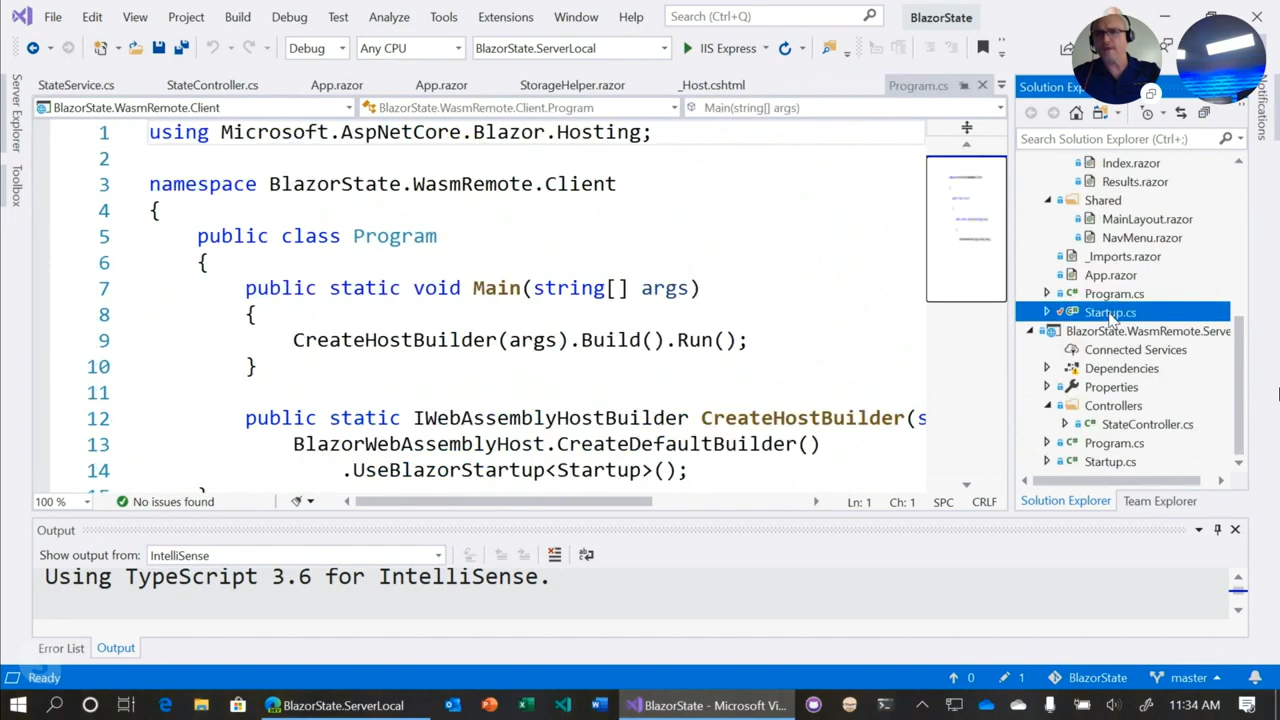 File Edit View Project Build Debug Test Analyze Tools Extensions Window Help Search (Ctrl+Q) BlazorState
Debug Any CPU BlazorState.ServerLocal IIS Express
Server Explorer
Toolbox
Notifications
StateService.cs StateController.cs App.razor App.razor StorageHelper.razor _Host.cshtml Program.cs
BlazorState.WasmRemote.Client BlazorState.WasmRemote.Client.Program Main(string[] args)
1 using Microsoft.AspNetCore.Blazor.Hosting;
2
3 namespace BlazorState.WasmRemote.Client
4 {
5 public class Program
6 {
7 public static void Main(string[] args)
8 {
9 CreateHostBuilder(args).Build().Run();
10 }
11
12 public static IWebAssemblyHostBuilder CreateHostBuilder(s
13 BlazorWebAssemblyHost.CreateDefaultBuilder()
14 .UseBlazorStartup<Startup>();
100 % No issues found Ln: 1 Ch: 1 SPC CRLF
Solution Exp
Search Solution Explorer (Ctrl+;)
Index.razor
Results.razor
Shared
MainLayout.razor
NavMenu.razor
_Imports.razor
App.razor
Program.cs
Startup.cs
BlazorState.WasmRemote.Serve
Connected Services
Dependencies
Properties
Controllers
StateController.cs
Program.cs
Startup.cs
Solution Explorer Team Explorer
Output
Show output from: IntelliSense
Using TypeScript 3.6 for IntelliSense.
Error List Output
Ready 0 1 BlazorState master
BlazorState.ServerLocal BlazorState - Microsoft Vi... 11:34 AM